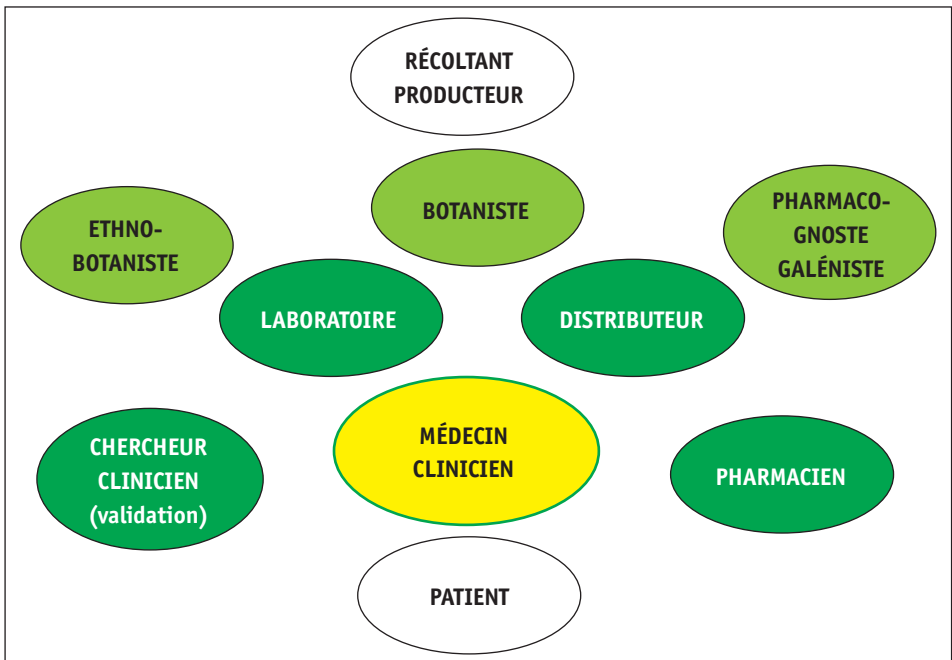 RÉCOLTANT
PRODUCTEUR
BOTANISTE
ETHNO-
BOTANISTE
PHARMACO-
GNOSTE
GALÉNISTE
LABORATOIRE
DISTRIBUTEUR
MÉDECIN
CLINICIEN
CHERCHEUR
CLINICIEN
(validation)
PHARMACIEN
PATIENT